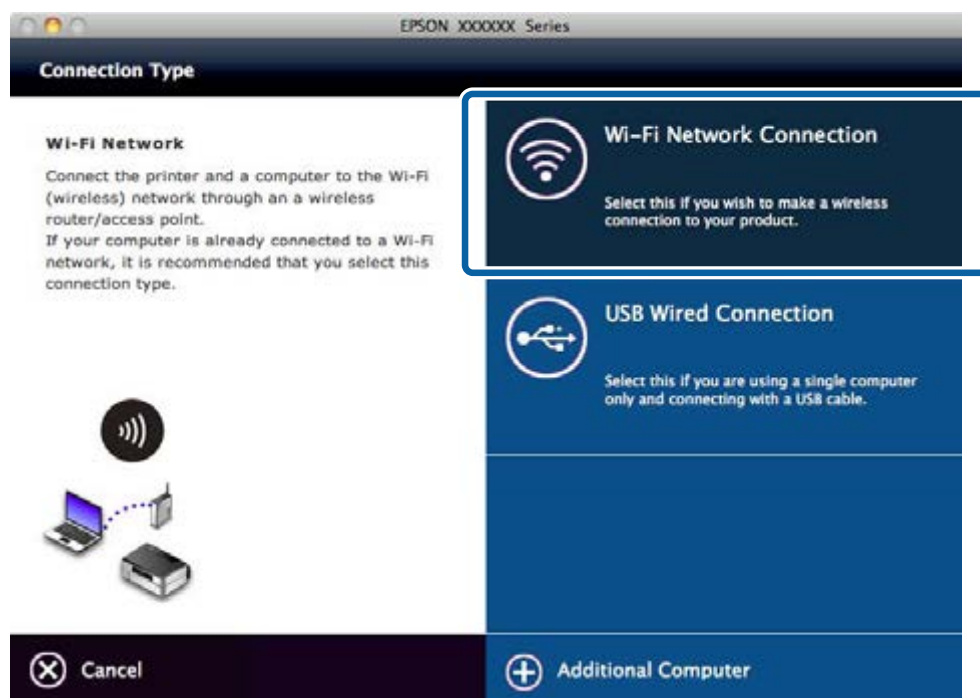 EPSON XXXXXX Series
Connection Type
Wi-Fi Network
Connect the printer and a computer to the Wi-Fi
(wireless) network through an a wireless
router/access point.
If your computer is already connected to a Wi-Fi
network, it is recommended that you select this
connection type.
Wi-Fi Network Connection
Select this if you wish to make a wireless
connection to your product.
USB Wired Connection
Select this if you are using a single computer
only and connecting with a USB cable.
Cancel
Additional Computer